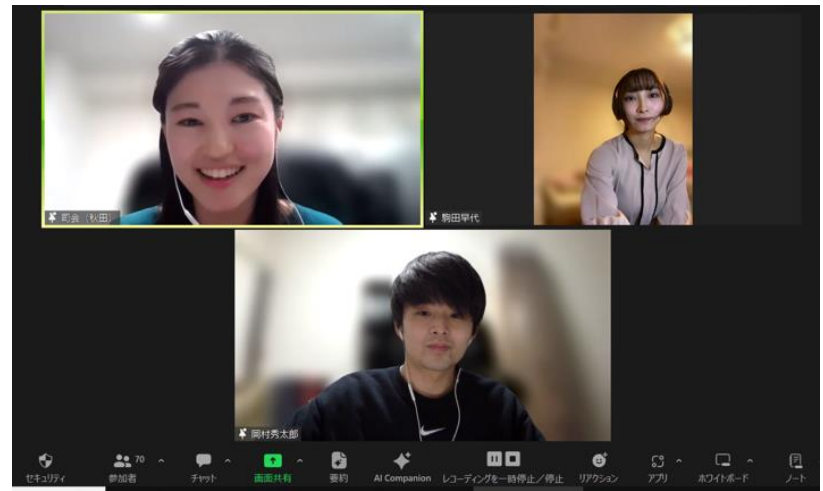 司会（秋田）
駒田早代
岡村秀太郎
70
セキュリティ
参加者
チャット
画面共有
要約
AI Companion
レコーディングを一時停止／停止
リアクション
アプリ
ホワイトボード
ノート